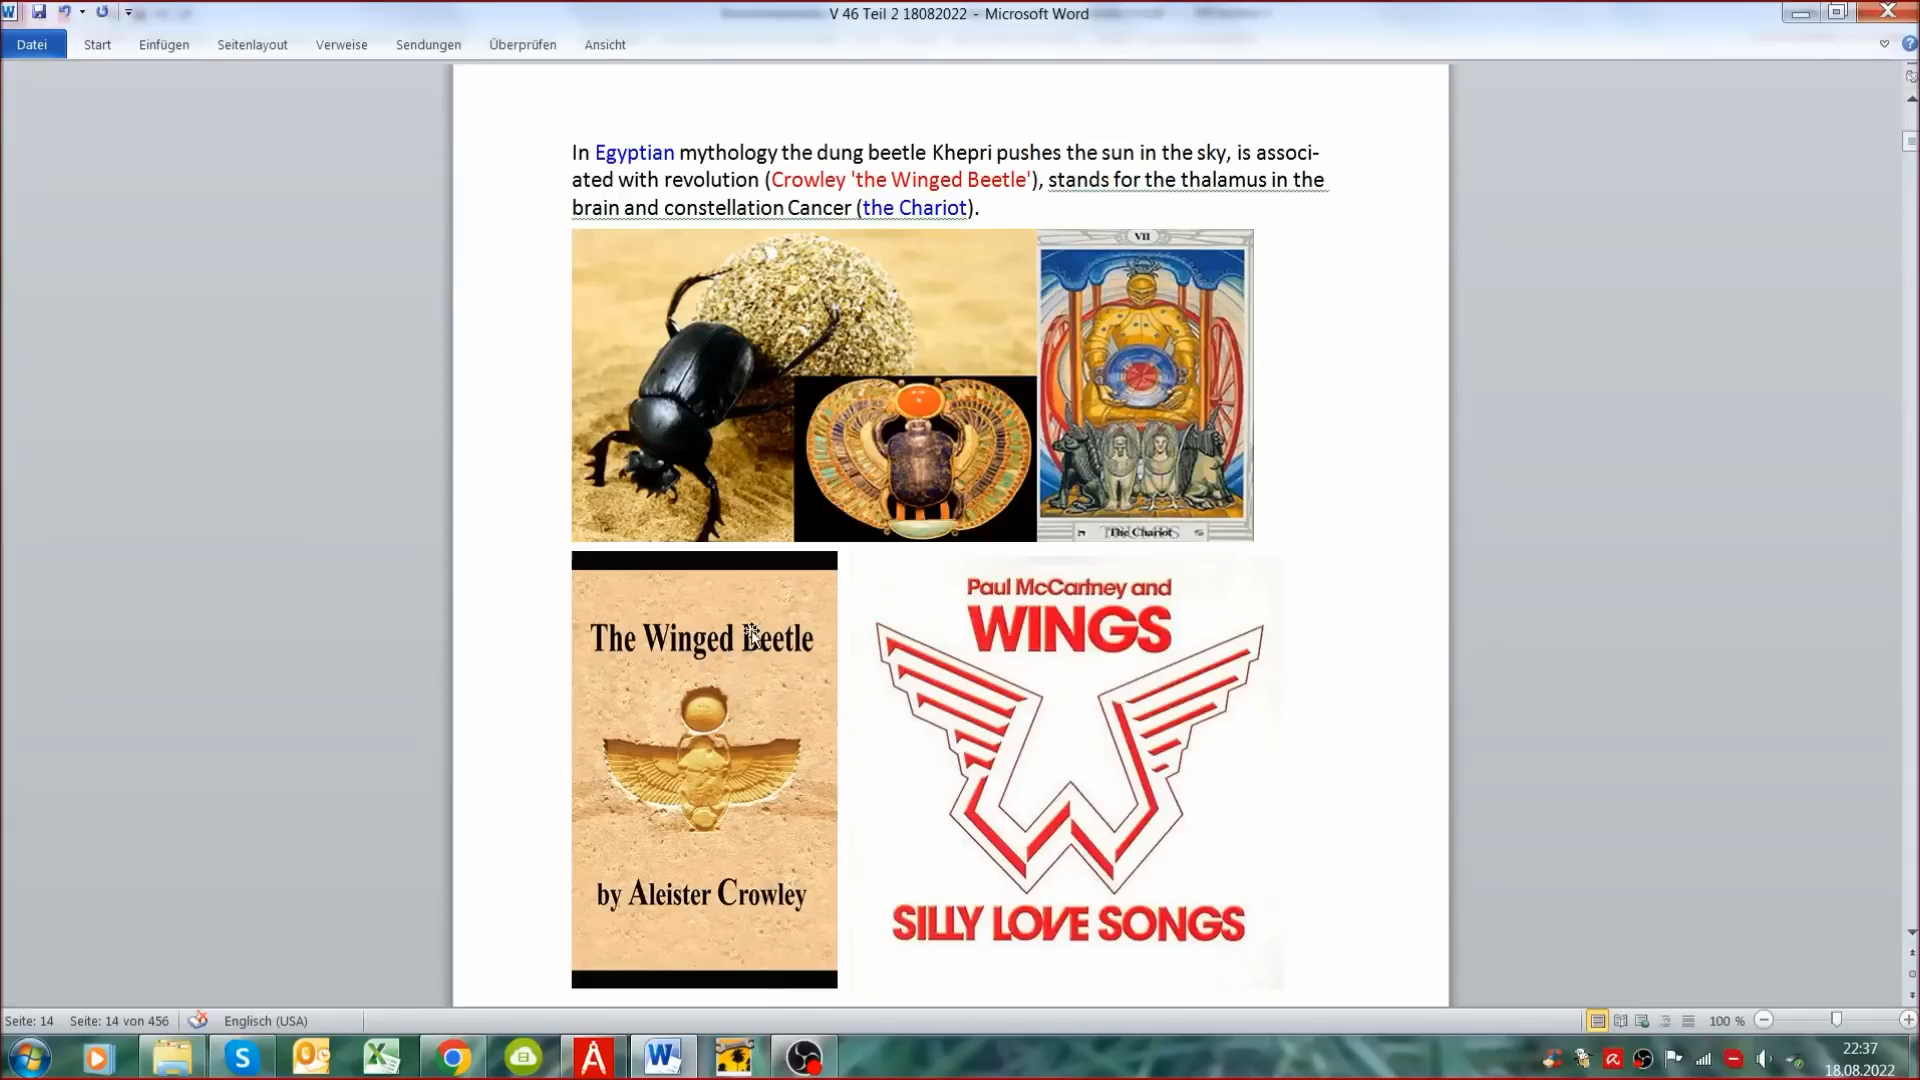 V 46 Teil 2 18082022 - Microsoft Word
Datei Start Einfügen Seitenlayout Verweise Sendungen Überprüfen Ansicht
In Egyptian mythology the dung beetle Khepri pushes the sun in the sky, is associ-
ated with revolution (Crowley 'the Winged Beetle'), stands for the thalamus in the
brain and constellation Cancer (the Chariot).
VII
The Chariot
The Winged Beetle
by Aleister Crowley
Paul McCartney and
WINGS
SILLY LOVE SONGS
Seite: 14 Seite: 14 von 456 Englisch (USA) 100 %
22:37
18.08.2022